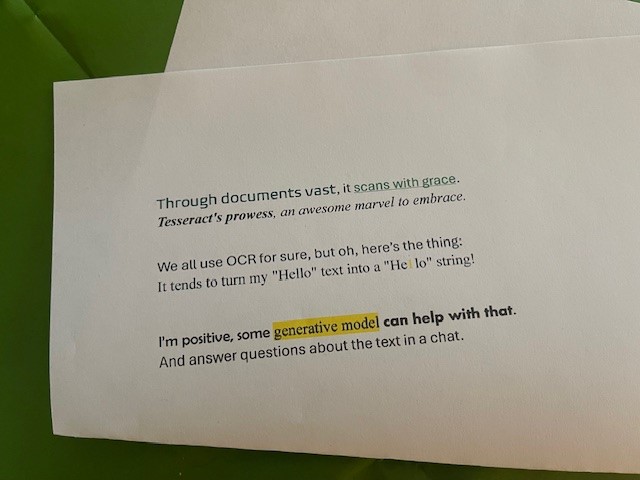 Through documents vast, it scans with grace.
Tesseract's prowess, an awesome marvel to embrace.
We all use OCR for sure, but oh, here's the thing:
It tends to turn my "Hello" text into a "He lo" string!
I'm positive, some generative model can help with that.
And answer questions about the text in a chat.